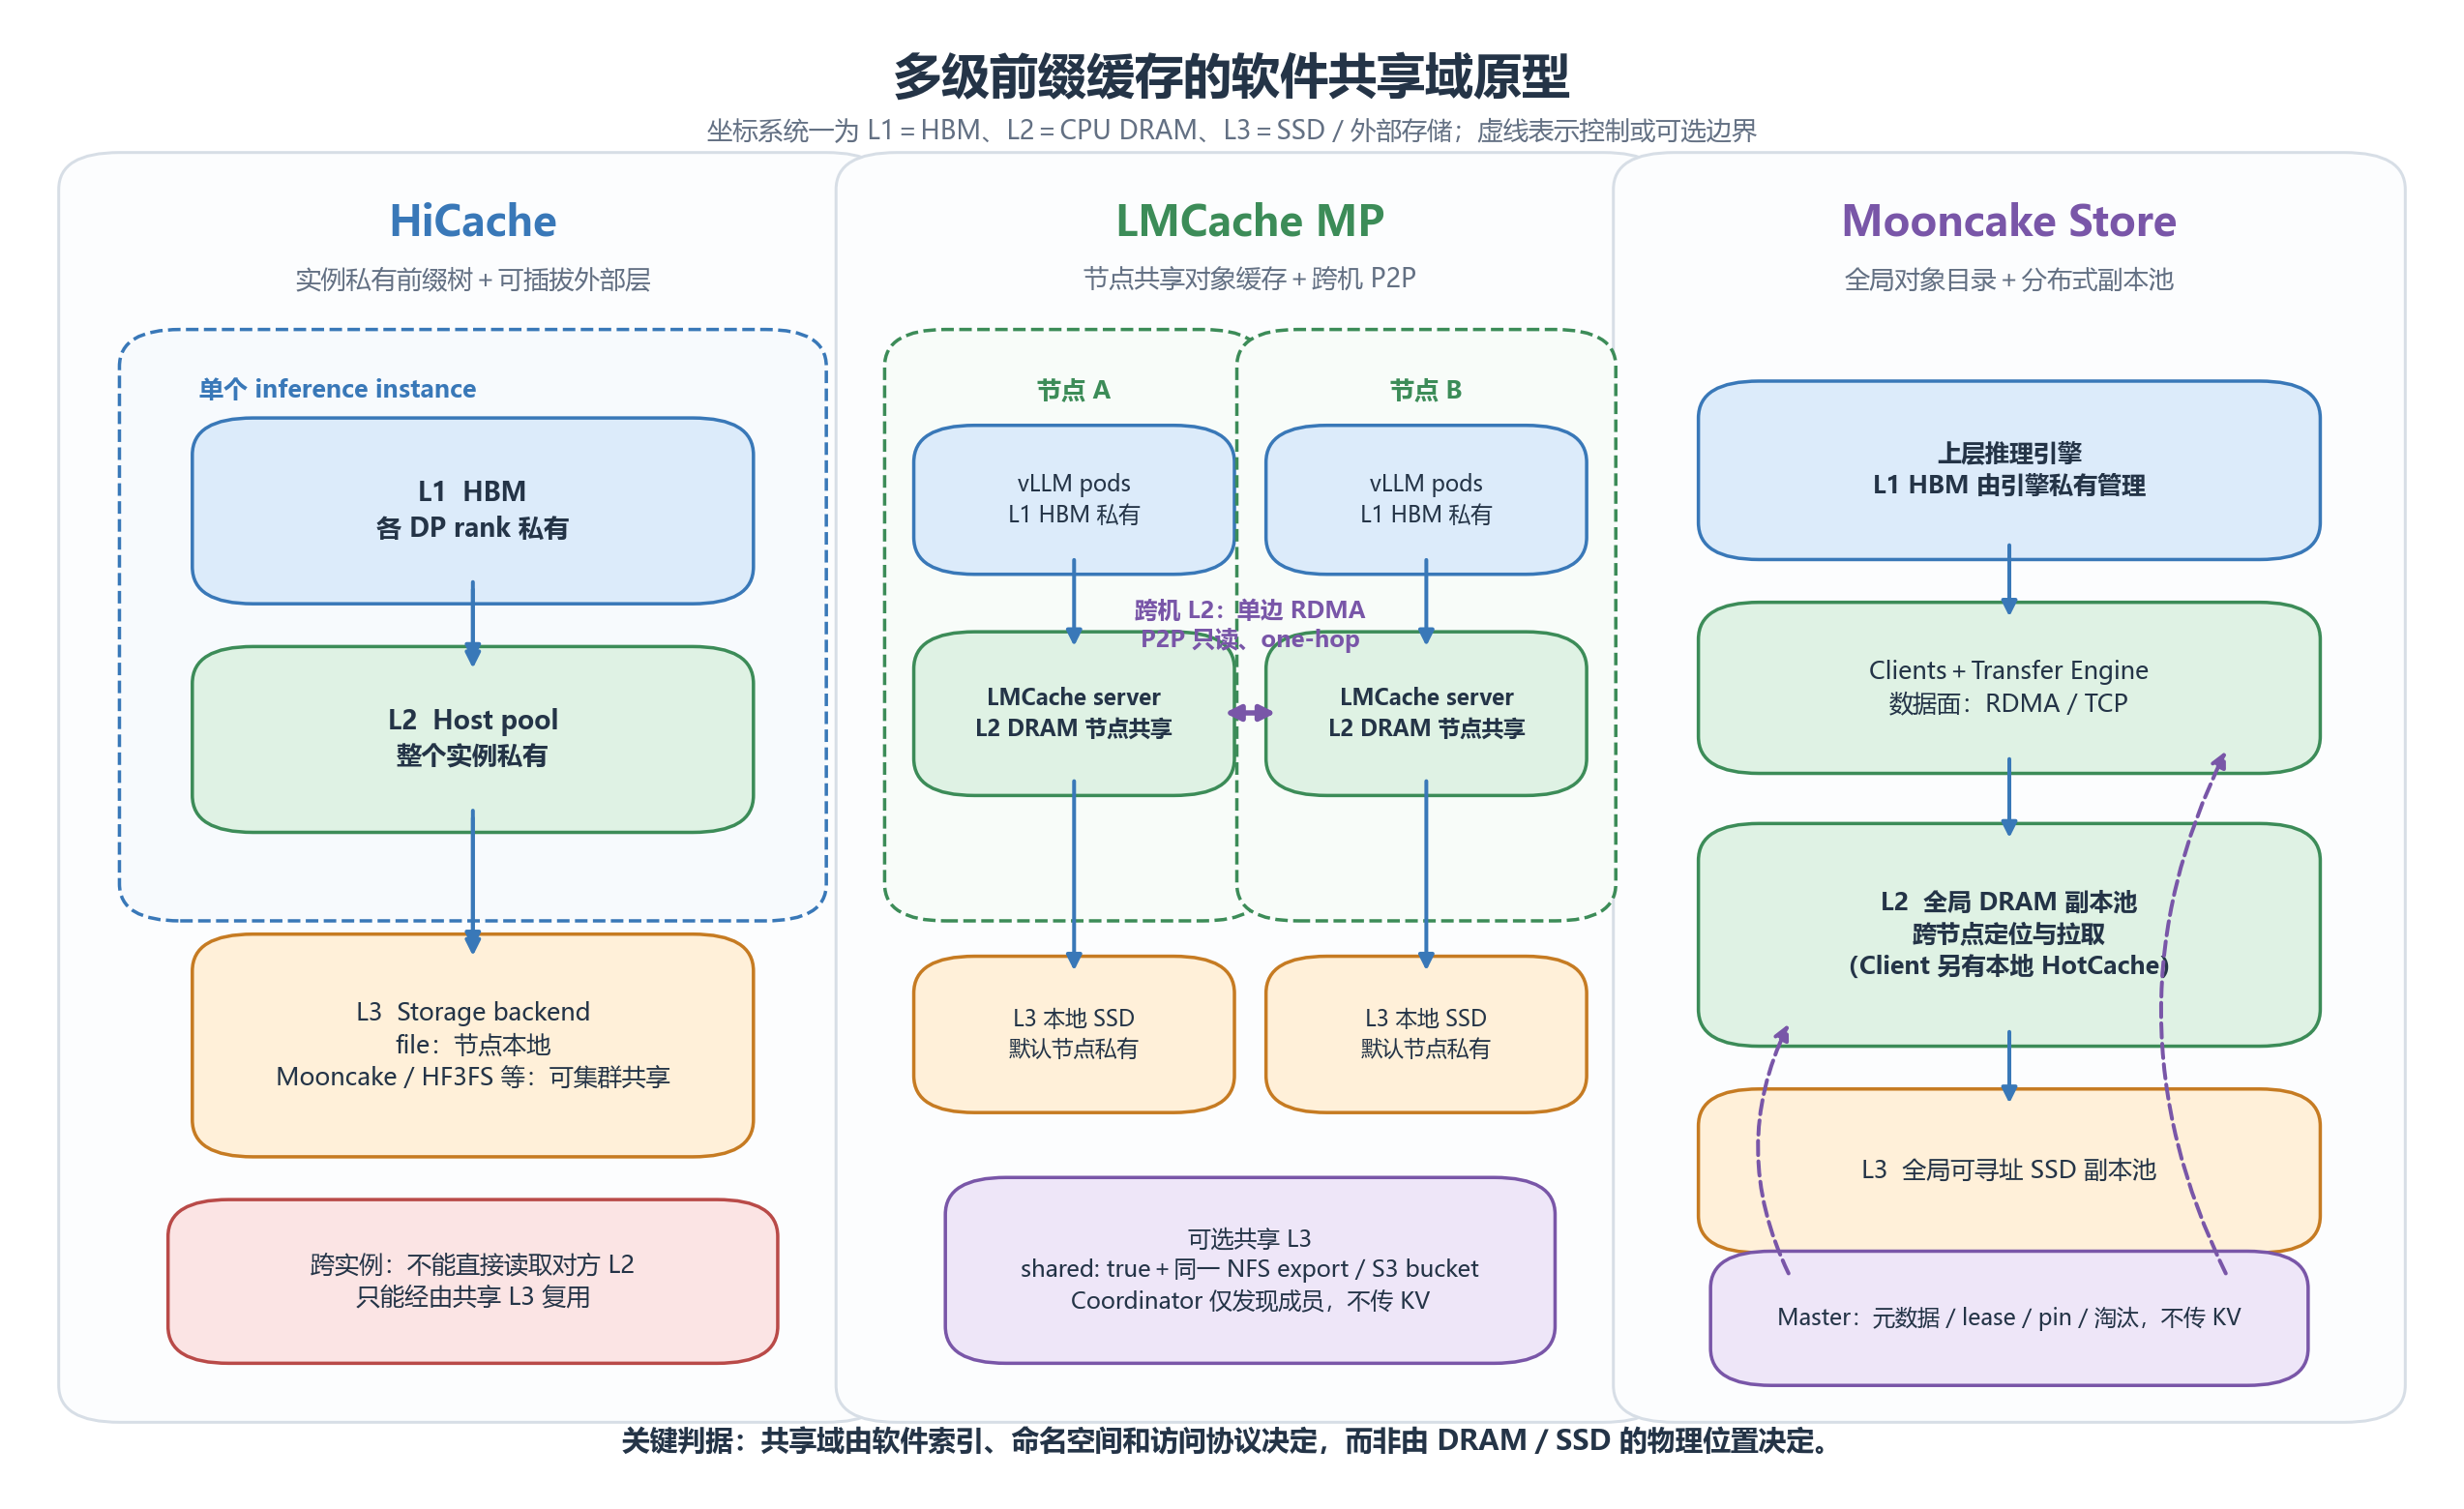 多级前缀缓存的软件共享域原型
坐标系统一为 L1＝HBM、L2＝CPU DRAM、L3＝SSD / 外部存储；虚线表示控制或可选边界
HiCache
实例私有前缀树＋可插拔外部层
单个 inference instance
L1 HBM
各 DP rank 私有
L2 Host pool
整个实例私有
L3 Storage backend
file：节点本地
Mooncake / HF3FS 等：可集群共享
跨实例：不能直接读取对方 L2
只能经由共享 L3 复用
LMCache MP
节点共享对象缓存＋跨机 P2P
节点 A
vLLM pods
L1 HBM 私有
节点 B
vLLM pods
L1 HBM 私有
跨机 L2：单边 RDMA
P2P 只读、one-hop
LMCache server
L2 DRAM 节点共享
LMCache server
L2 DRAM 节点共享
L3 本地 SSD
默认节点私有
L3 本地 SSD
默认节点私有
可选共享 L3
shared: true＋同一 NFS export / S3 bucket
Coordinator 仅发现成员，不传 KV
Mooncake Store
全局对象目录＋分布式副本池
上层推理引擎
L1 HBM 由引擎私有管理
Clients＋Transfer Engine
数据面：RDMA / TCP
L2 全局 DRAM 副本池
跨节点定位与拉取
（Client 另有本地 HotCache）
L3 全局可寻址 SSD 副本池
Master：元数据 / lease / pin / 淘汰，不传 KV
关键判据：共享域由软件索引、命名空间和访问协议决定，而非由 DRAM / SSD 的物理位置决定。